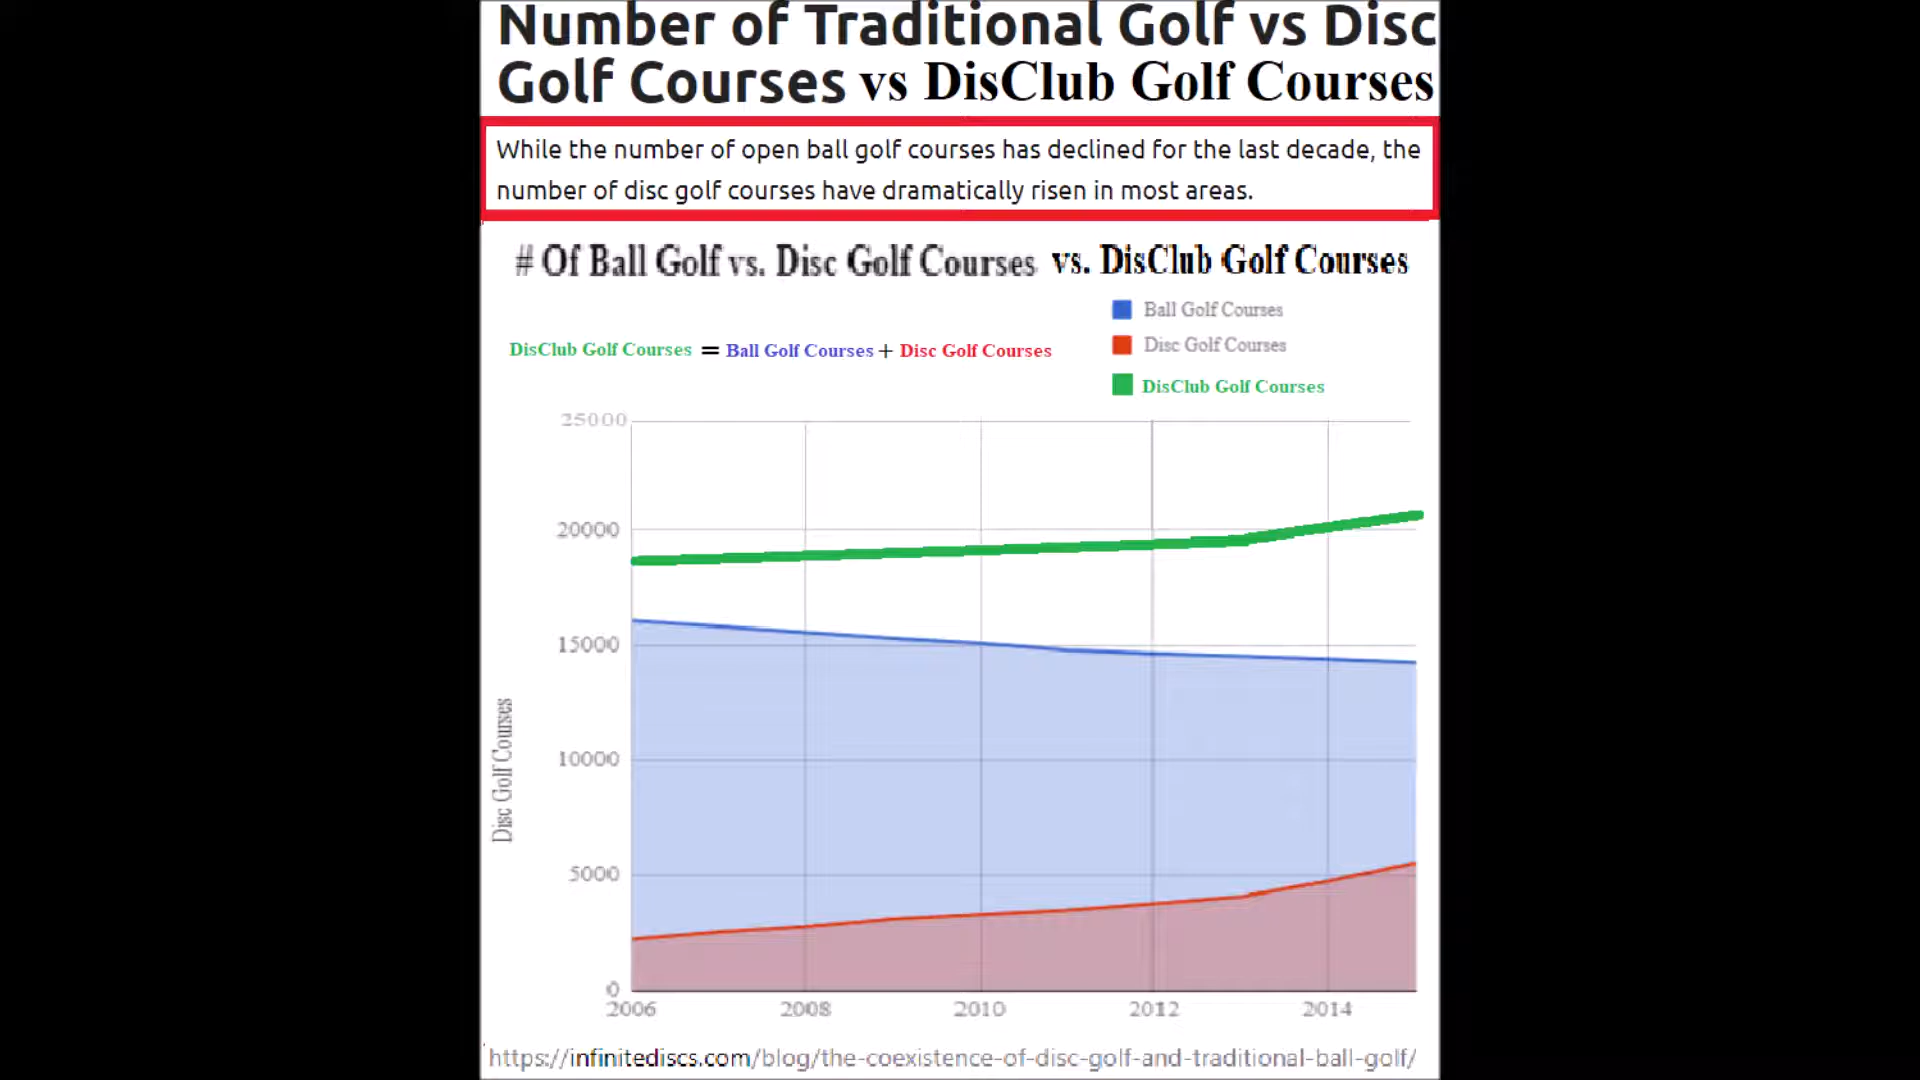 Number of Traditional Golf vs Disc
Golf Courses vs DisClub Golf Courses
While the number of open ball golf courses has declined for the last decade, the
number of disc golf courses have dramatically risen in most areas.
# Of Ball Golf vs. Disc Golf Courses vs. DisClub Golf Courses
Ball Golf Courses
Disc Golf Courses
DisClub Golf Courses
DisClub Golf Courses = Ball Golf Courses + Disc Golf Courses
25000
20000
15000
10000
5000
0
Disc Golf Courses
2006 2008 2010 2012 2014
https://infinitediscs.com/blog/the-coexistence-of-disc-golf-and-traditional-ball-golf/